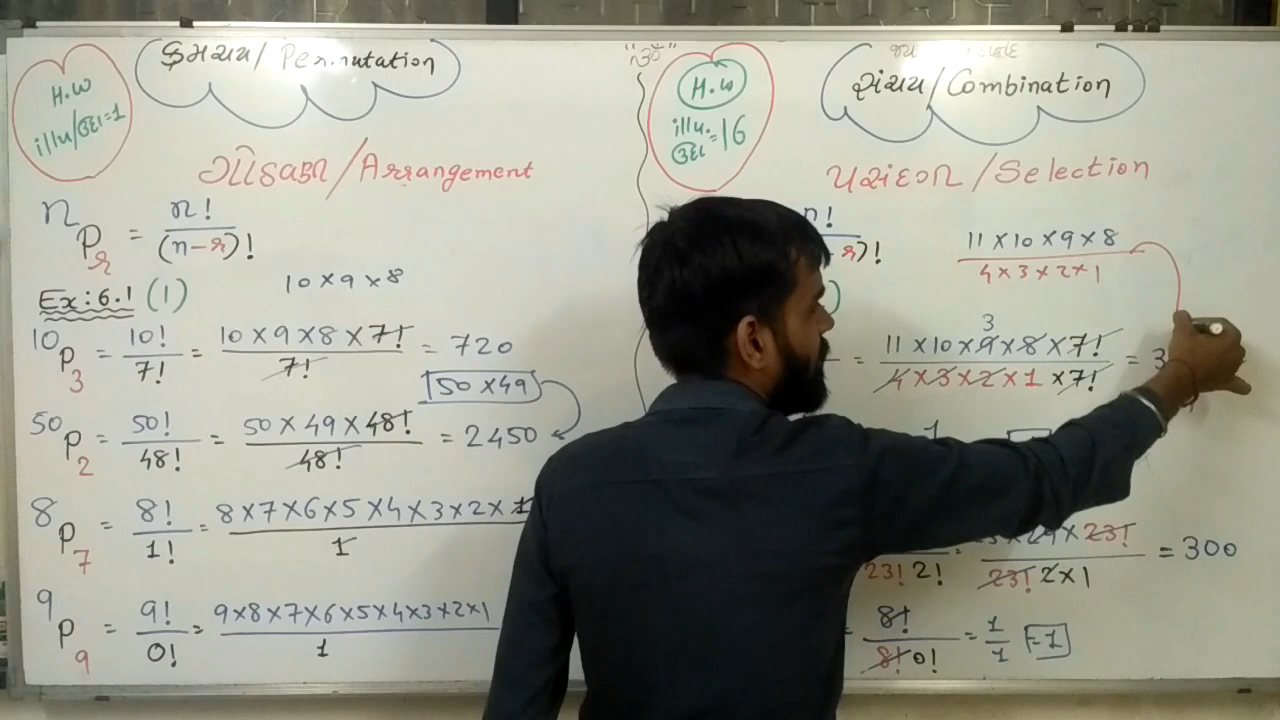 H.W
illu/ઉદા=1
ક્રમચય/Permutation
ગોઠવણ/Arrangement
nPr = n!/(n-r)!
Ex:6.1 (1)
10×9×8
10P3 = 10!/7! = 10×9×8×7!/7! = 720
50×49
50P2 = 50!/48! = 50×49×48!/48! = 2450
8P7 = 8!/1! = 8×7×6×5×4×3×2×1/1
9P9 = 9!/0! = 9×8×7×6×5×4×3×2×1/1
H.W
illu.
ઉદા =16
સંચય/Combination
પસંદગી/Selection
n!
r)!
11×10×9×8
4×3×2×1
3
= 11×10×9×8×7!/4×3×2×1×7! = 3
1
23! 2! = ×24×23!/23! 2×1 = 300
= 8!/8! 0! = 1/1 =1